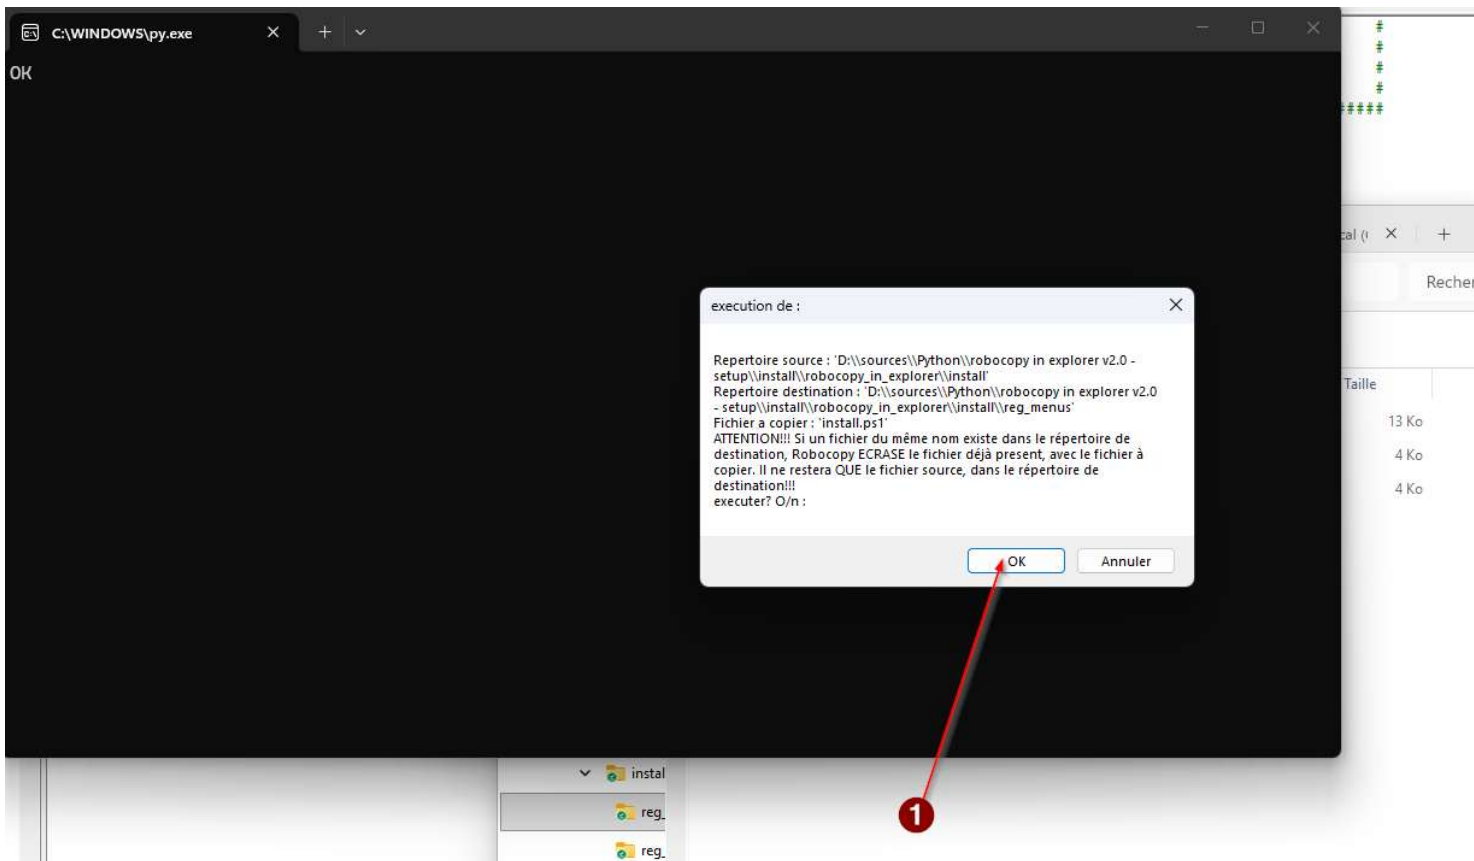 C:\WINDOWS\py.exe
OK
#
#
#
#
#####
Recher
execution de :
Repertoire source : 'D:\\sources\\Python\\robocopy in explorer v2.0 -
setup\\install\\robocopy_in_explorer\\install'
Repertoire destination : 'D:\\sources\\Python\\robocopy in explorer v2.0
- setup\\install\\robocopy_in_explorer\\install\\reg_menus'
Fichier a copier : 'install.ps1'
ATTENTION!!! Si un fichier du même nom existe dans le répertoire de
destination, Robocopy ECRASE le fichier déjà present, avec le fichier à
copier. Il ne restera QUE le fichier source, dans le répertoire de
destination!!!
executer? O/n :
OK Annuler
Taille
13 Ko
4 Ko
4 Ko
instal
reg_
reg_
1